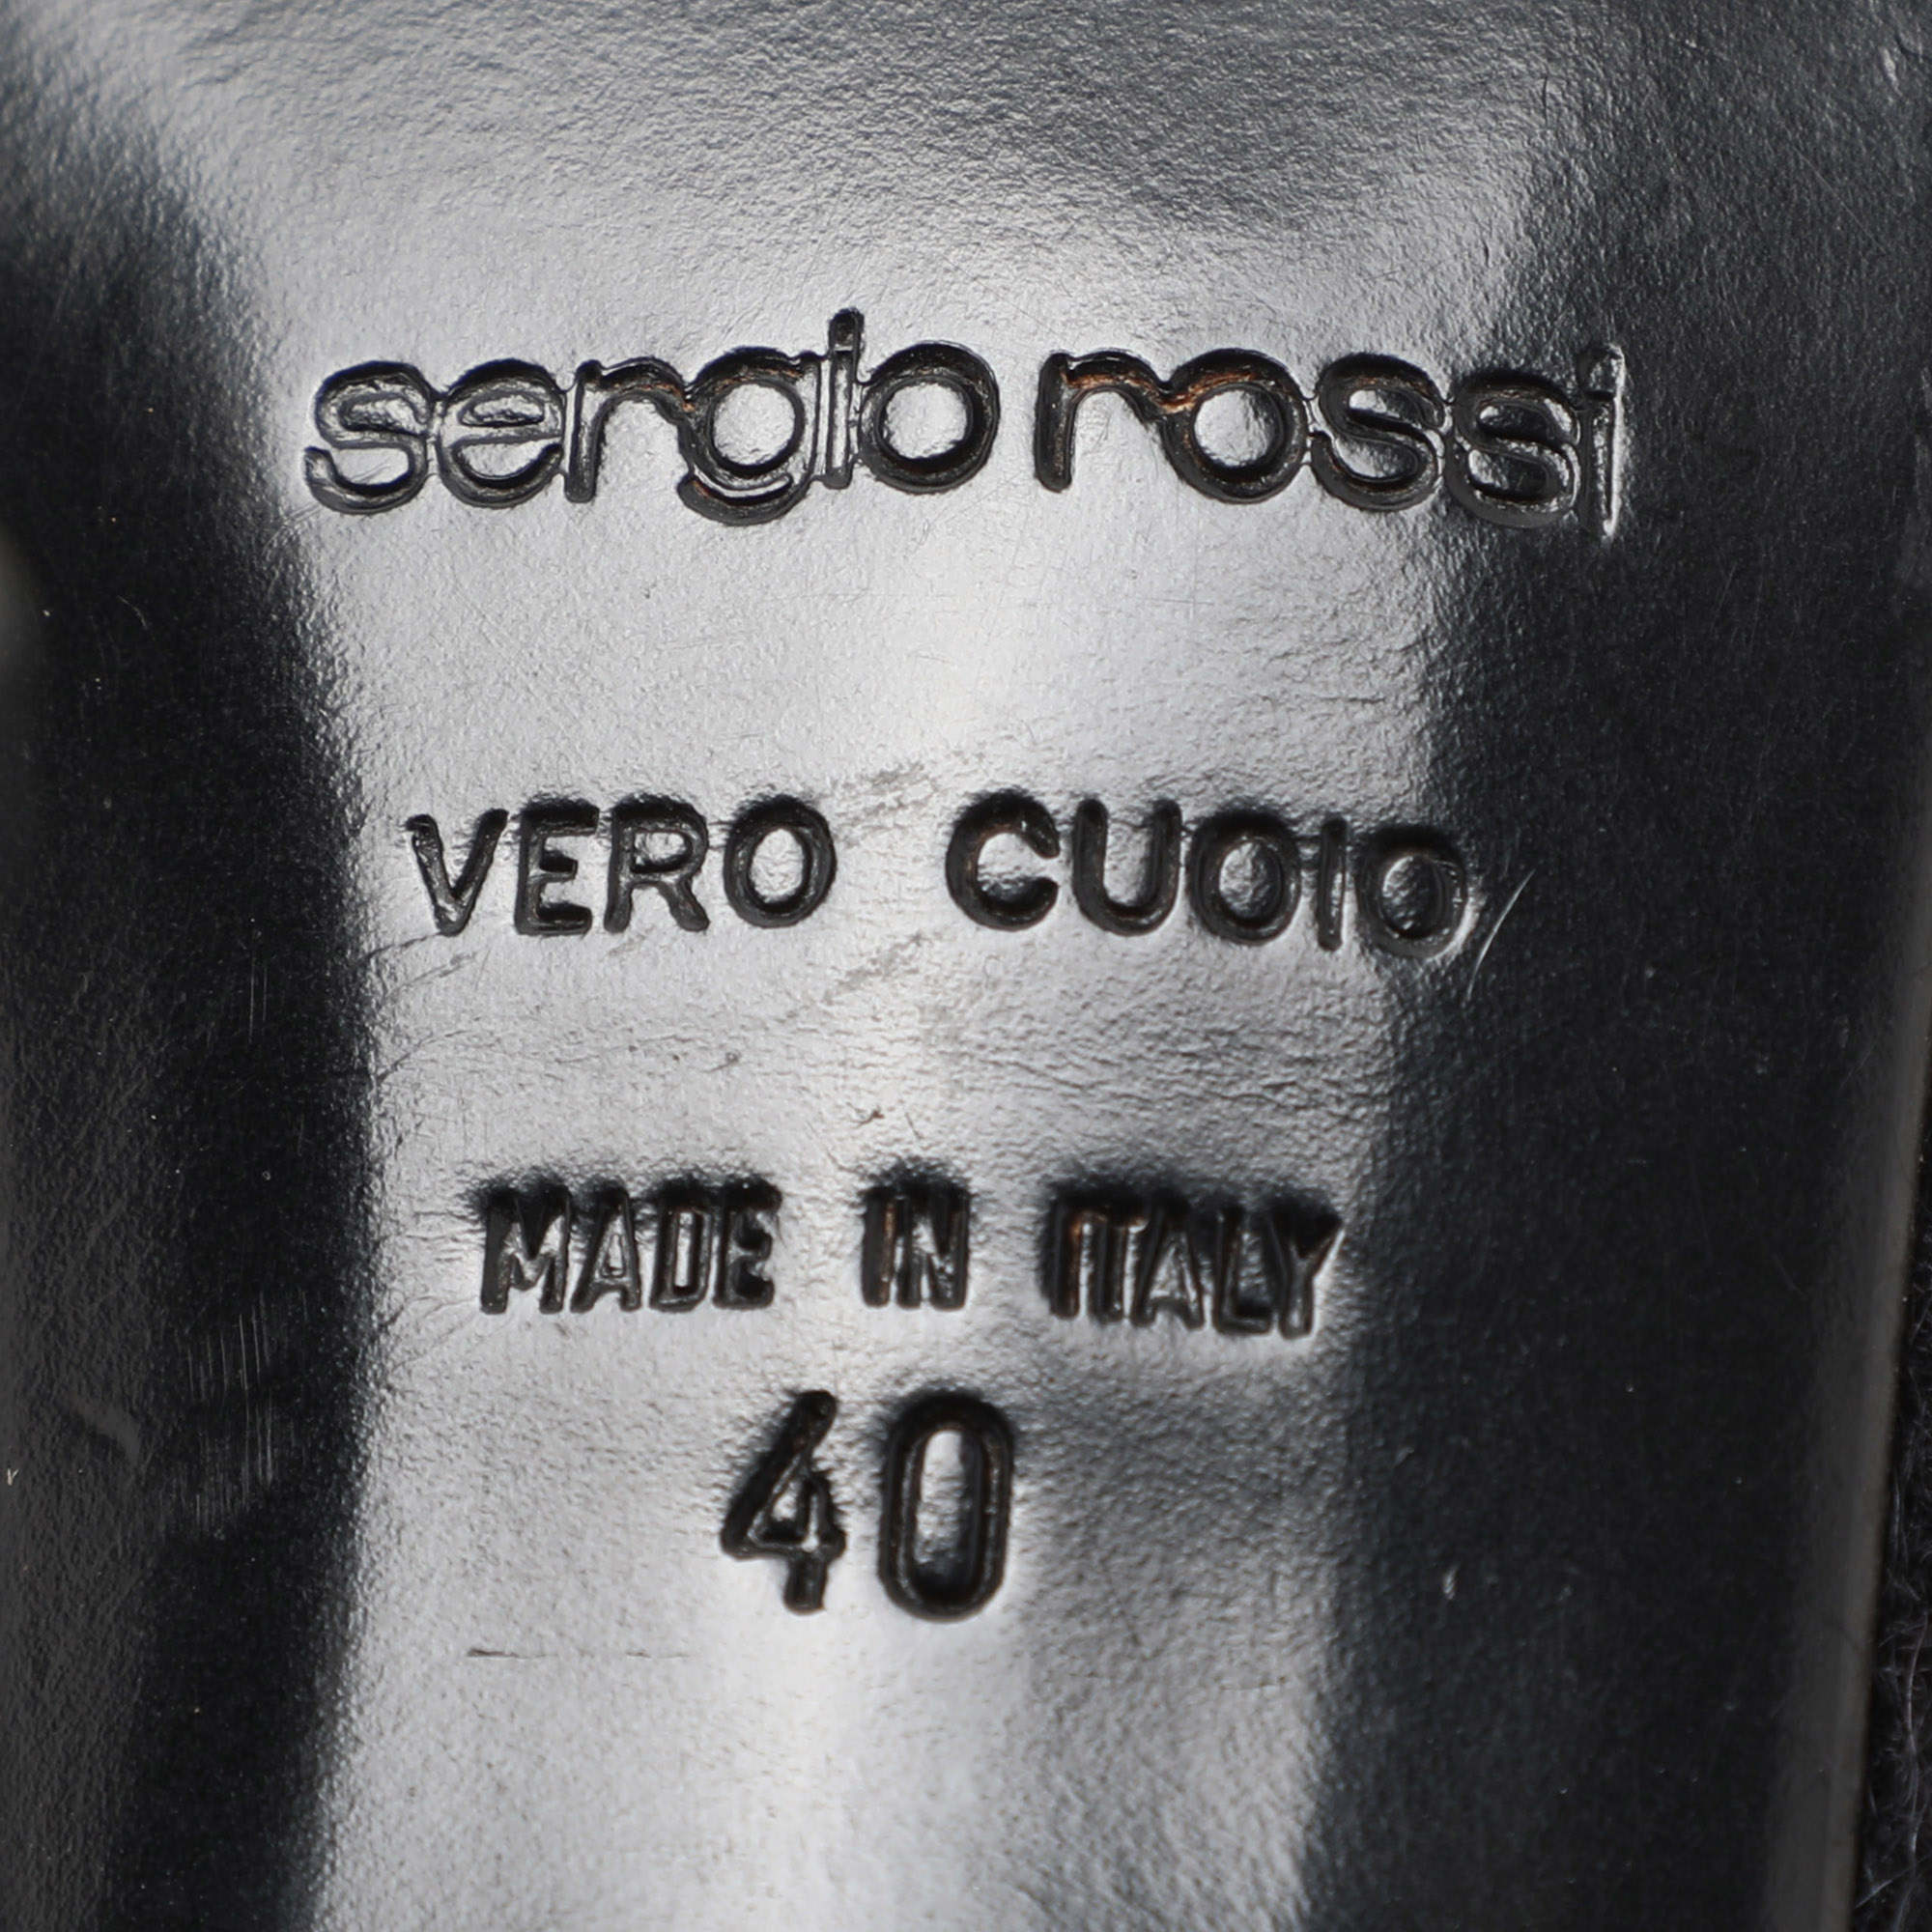 sergio rossi
VERO CUOIO
MADE IN ITALY
40